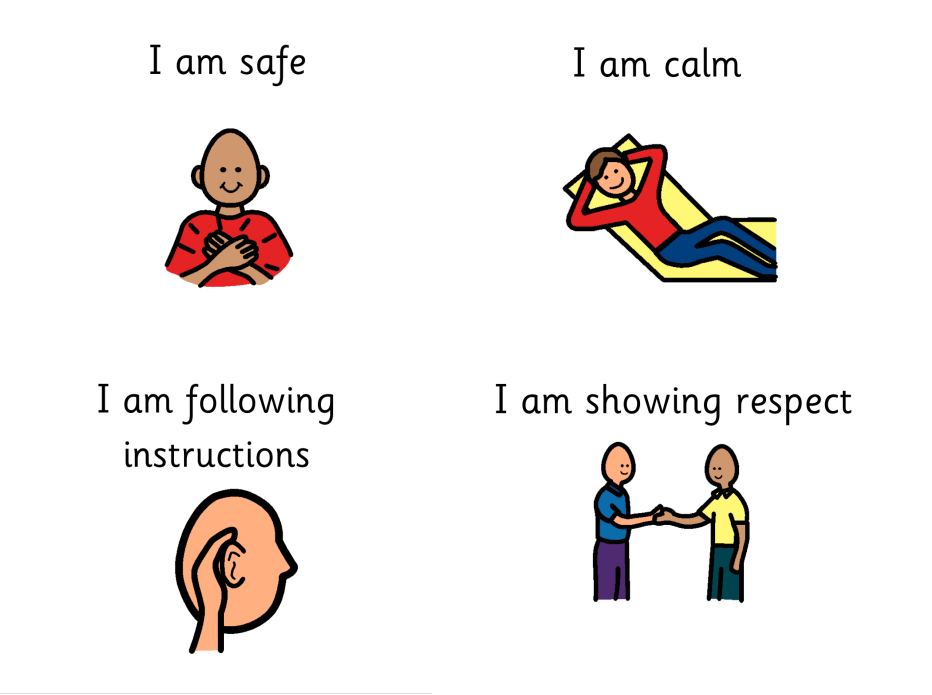 I am safe
I am calm
I am following
instructions
I am showing respect